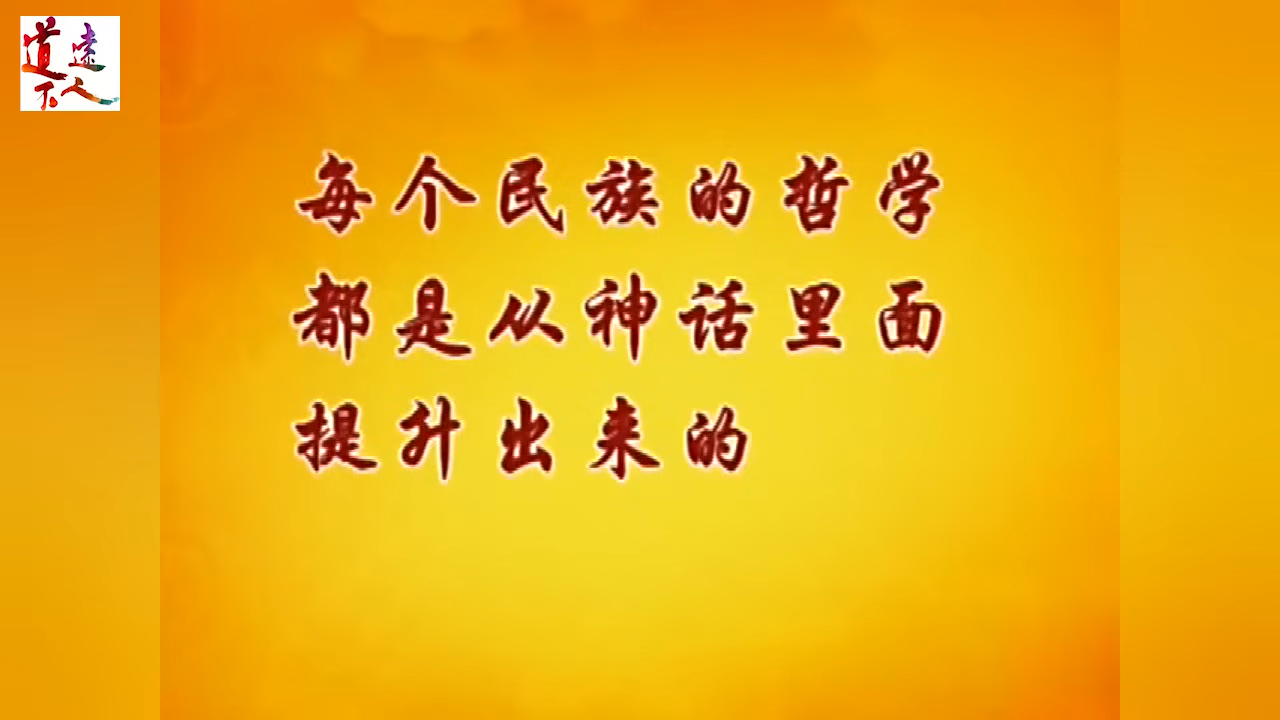 道不远人
每个民族的哲学
都是从神话里面
提升出来的